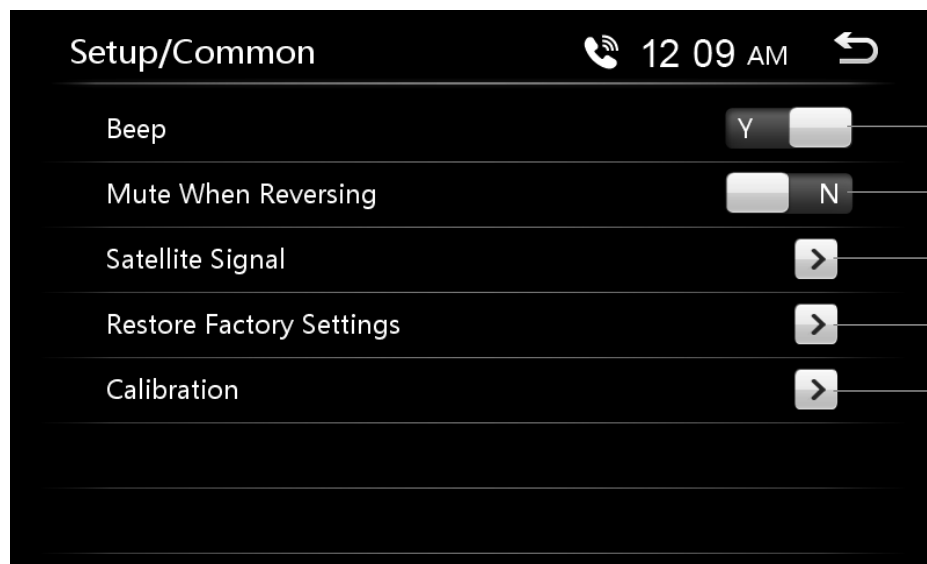 Setup/Common 12 09 AM
Beep Y
Mute When Reversing N
Satellite Signal
Restore Factory Settings
Calibration